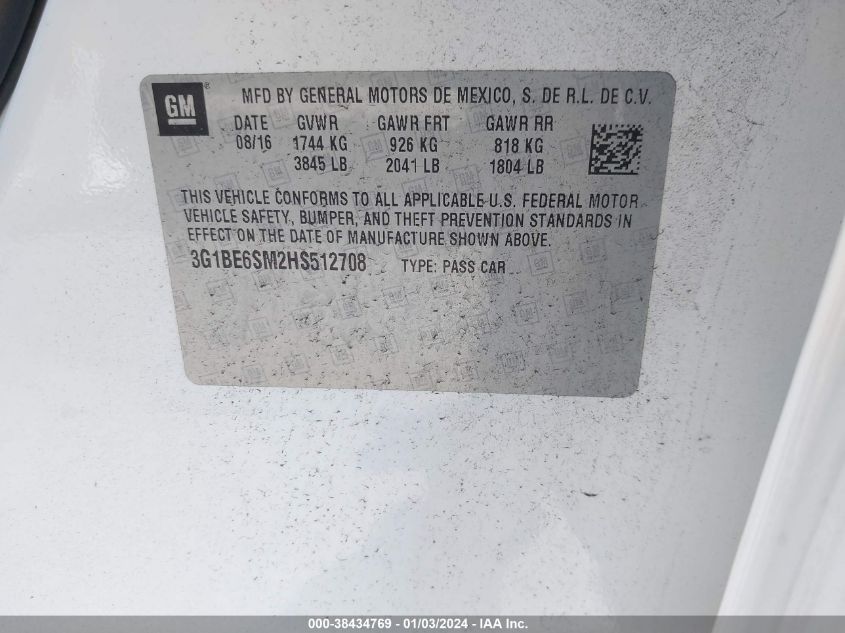 GM
®
MFD BY GENERAL MOTORS DE MEXICO, S. DE R.L. DE C.V.
DATE GVWR GAWR FRT GAWR RR
08/16 1744 KG 926 KG 818 KG
3845 LB 2041 LB 1804 LB
THIS VEHICLE CONFORMS TO ALL APPLICABLE U.S. FEDERAL MOTOR
VEHICLE SAFETY, BUMPER, AND THEFT PREVENTION STANDARDS IN
EFFECT ON THE DATE OF MANUFACTURE SHOWN ABOVE.
3G1BE6SM2HS512708 TYPE: PASS CAR
000-38434769 - 01/03/2024 - IAA Inc.